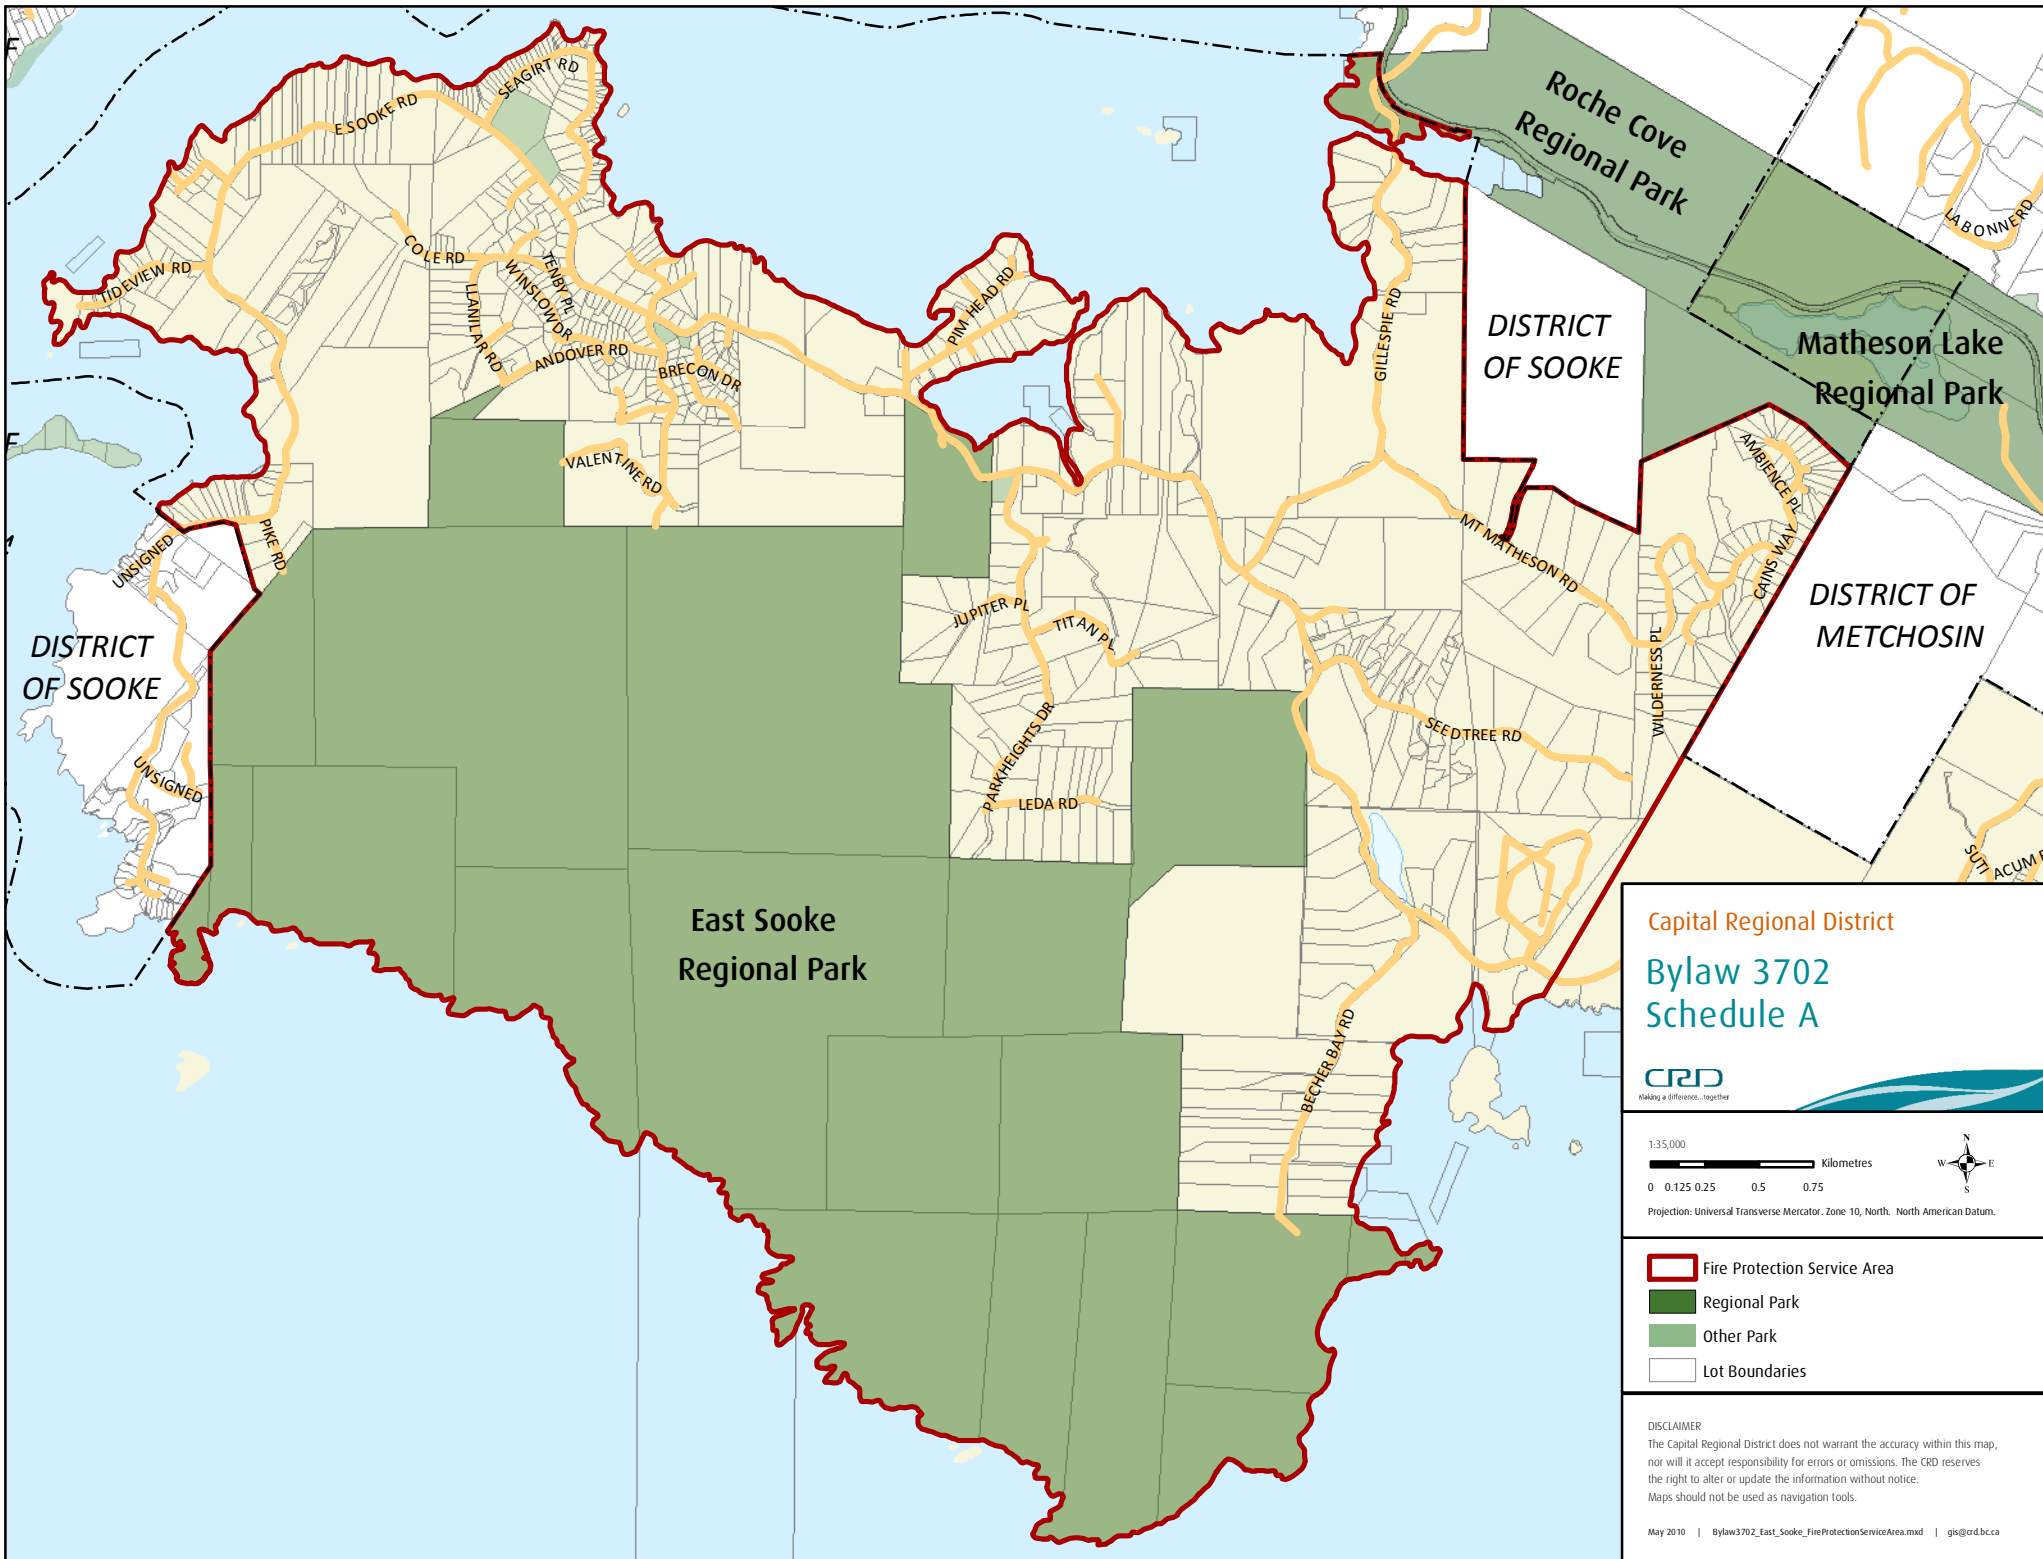 F
SEAGIRT RD
E SOOKE RD
Roche Cove
Regional Park
LA BONNE RD
COLE RD
TENBY PL
WINSLOW DR
TIDEVIEW RD
LLANILAR RD
PIM HEAD RD
GILLESPIE RD
DISTRICT
OF SOOKE
Matheson Lake
Regional Park
ANDOVER RD
BRECON DR
F
VALENTINE RD
AMBIENCE PL
PIKE RD
UNSIGNED
MT MATHESON RD
CAINS WAY
DISTRICT OF
METCHOSIN
JUPITER PL
TITAN PL
DISTRICT
OF SOOKE
WILDERNESS PL
PARKHEIGHTS DR
SEEDTREE RD
UNSIGNED
LEDA RD
SUTI
ACUM
East Sooke
Regional Park
BECHER BAY RD
Capital Regional District
Bylaw 3702
Schedule A
CRD
Making a difference...together
1:35,000
Kilometres
0 0.125 0.25 0.5 0.75
N
W E
S
Projection: Universal Transverse Mercator. Zone 10, North. North American Datum.
Fire Protection Service Area
Regional Park
Other Park
Lot Boundaries
DISCLAIMER
The Capital Regional District does not warrant the accuracy within this map,
nor will it accept responsibility for errors or omissions. The CRD reserves
the right to alter or update the information without notice.
Maps should not be used as navigation tools.
May 2010 | Bylaw3702_East_Sooke_FireProtectionServiceArea.mxd | gis@crd.bc.ca